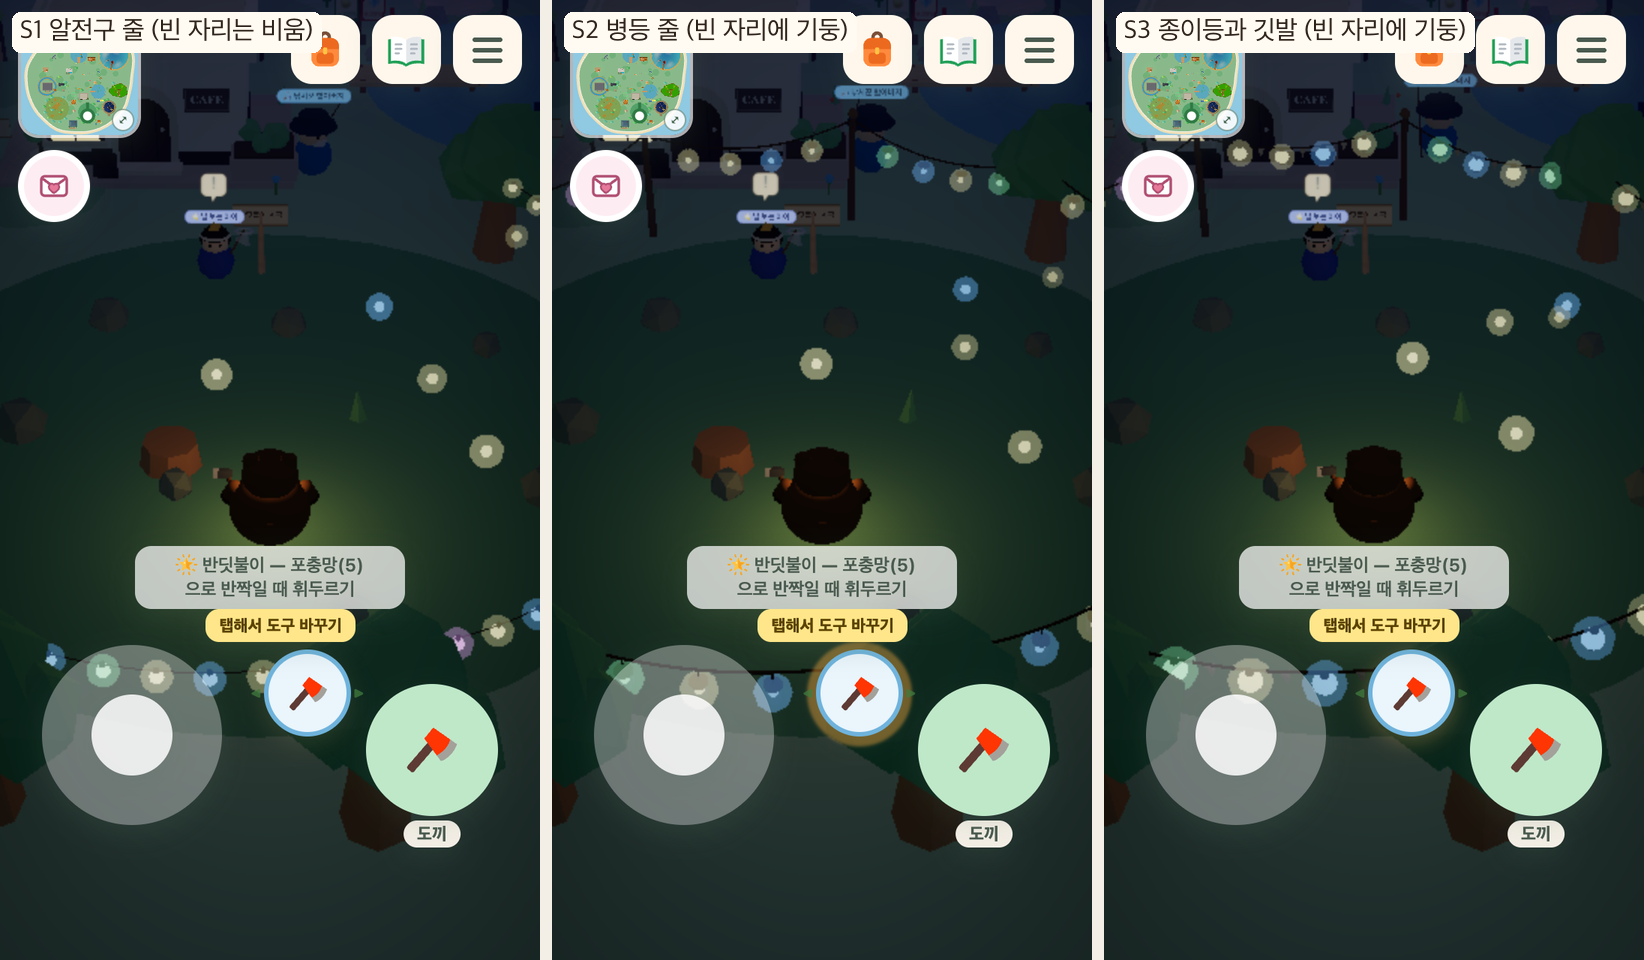 S1 알전구 줄 (빈 자리는 비움)
CAFE
반딧불이 — 포충망(5)
으로 반짝일 때 휘두르기
탭해서 도구 바꾸기
도끼
S2 병등 줄 (빈 자리에 기둥)
CAFE
반딧불이 — 포충망(5)
으로 반짝일 때 휘두르기
탭해서 도구 바꾸기
도끼
S3 종이등과 깃발 (빈 자리에 기둥)
CAFE
반딧불이 — 포충망(5)
으로 반짝일 때 휘두르기
탭해서 도구 바꾸기
도끼